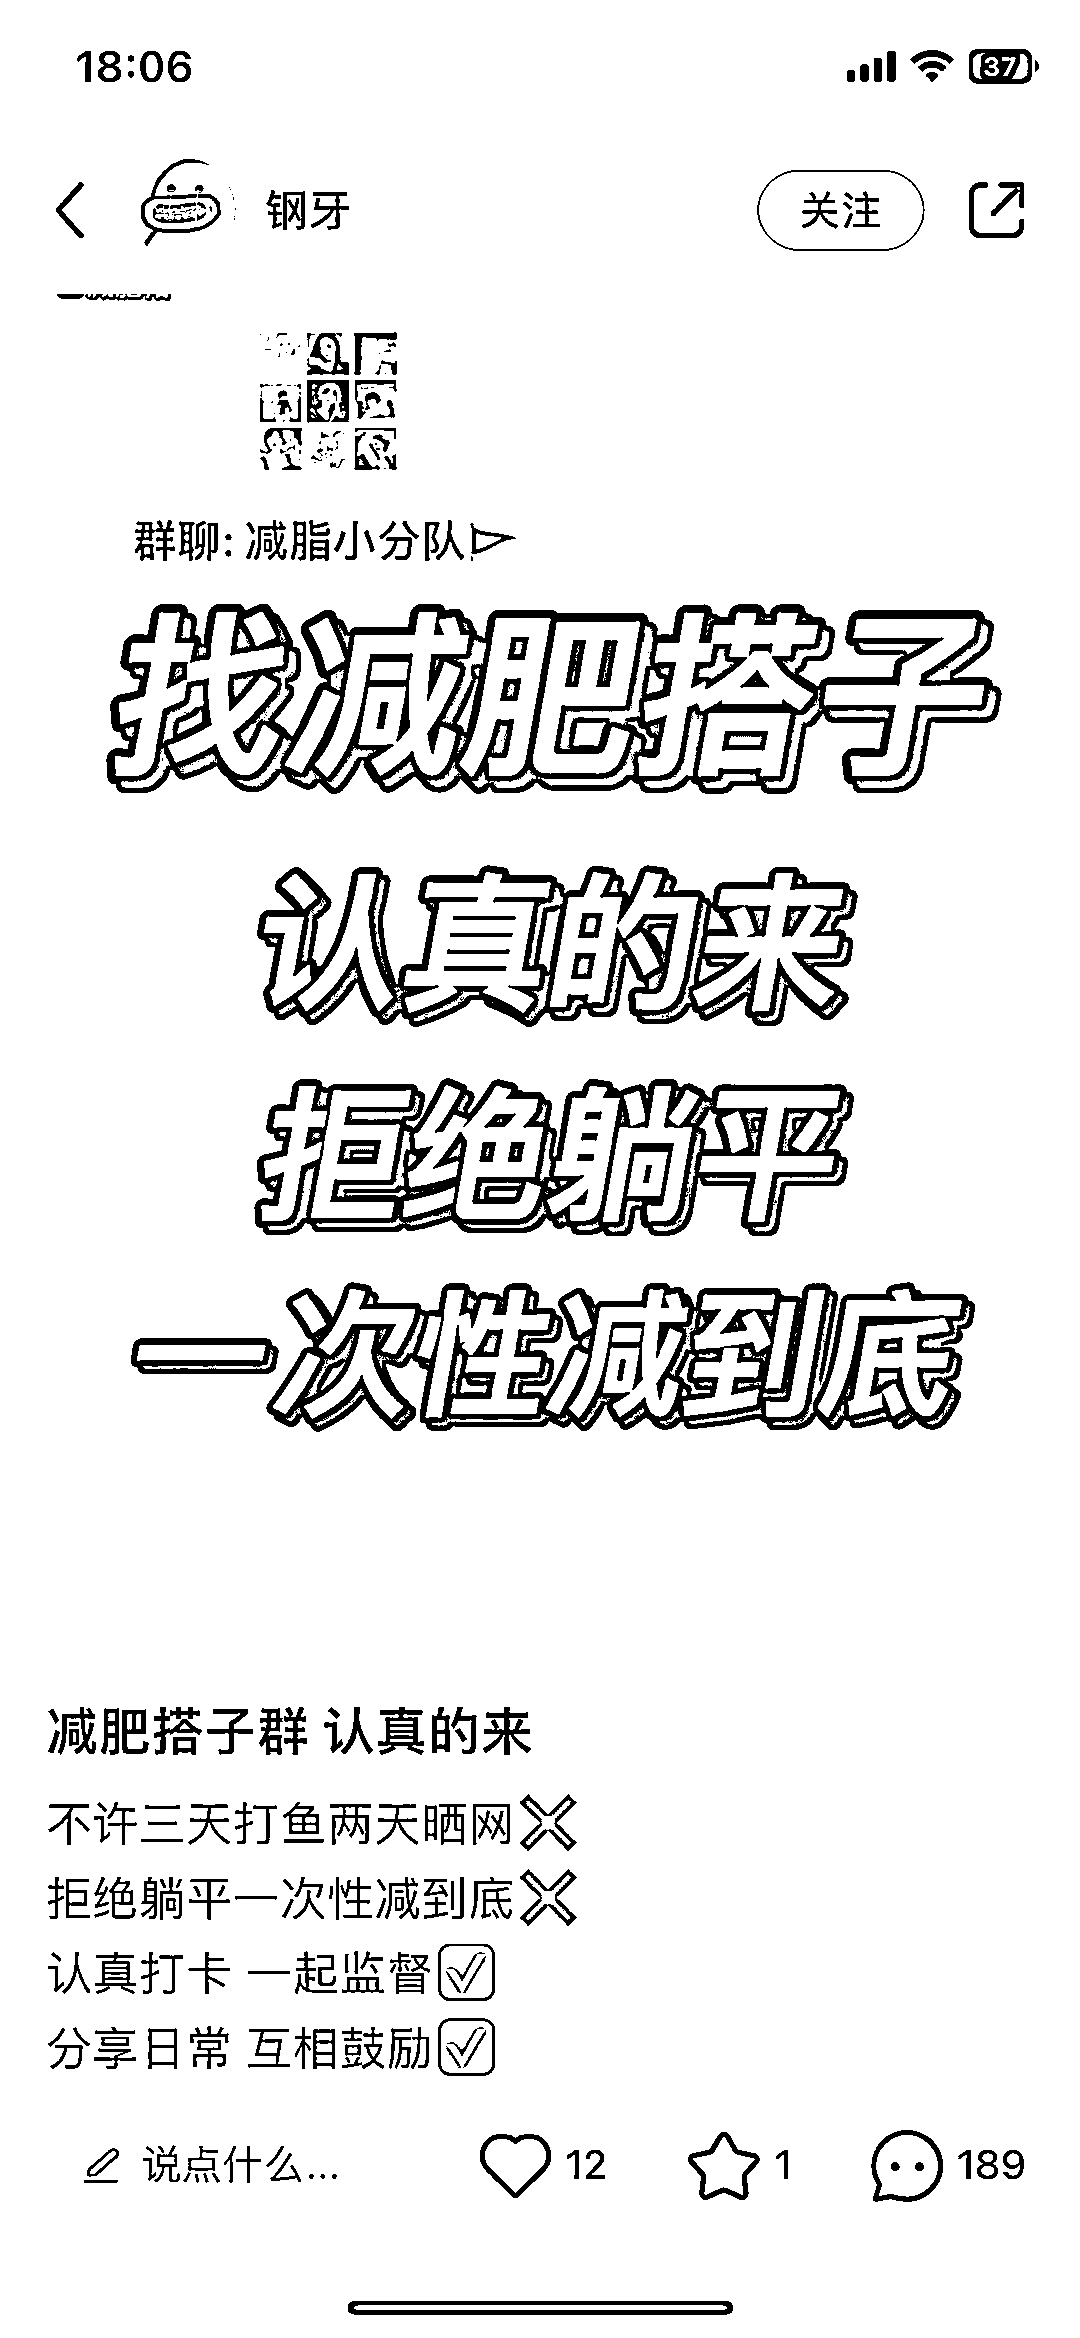 18:06
37
钢牙
关注
群聊: 减脂小分队
找减肥搭子
认真的来
拒绝躺平
一次性减到底
减肥搭子群 认真的来
不许三天打鱼两天晒网❌
拒绝躺平一次性减到底❌
认真打卡 一起监督✅
分享日常 互相鼓励✅
说点什么...
12
1
189